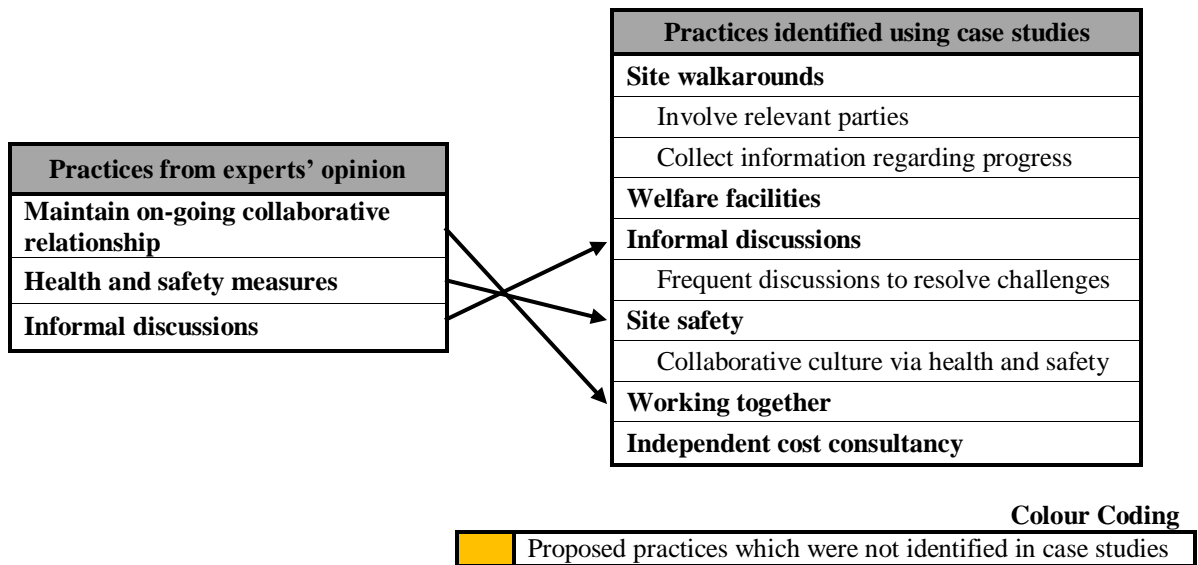 Practices from experts’ opinion
Maintain on-going collaborative
relationship
Health and safety measures
Informal discussions
Practices identified using case studies
Site walkarounds
Involve relevant parties
Collect information regarding progress
Welfare facilities
Informal discussions
Frequent discussions to resolve challenges
Site safety
Collaborative culture via health and safety
Working together
Independent cost consultancy
Colour Coding
Proposed practices which were not identified in case studies